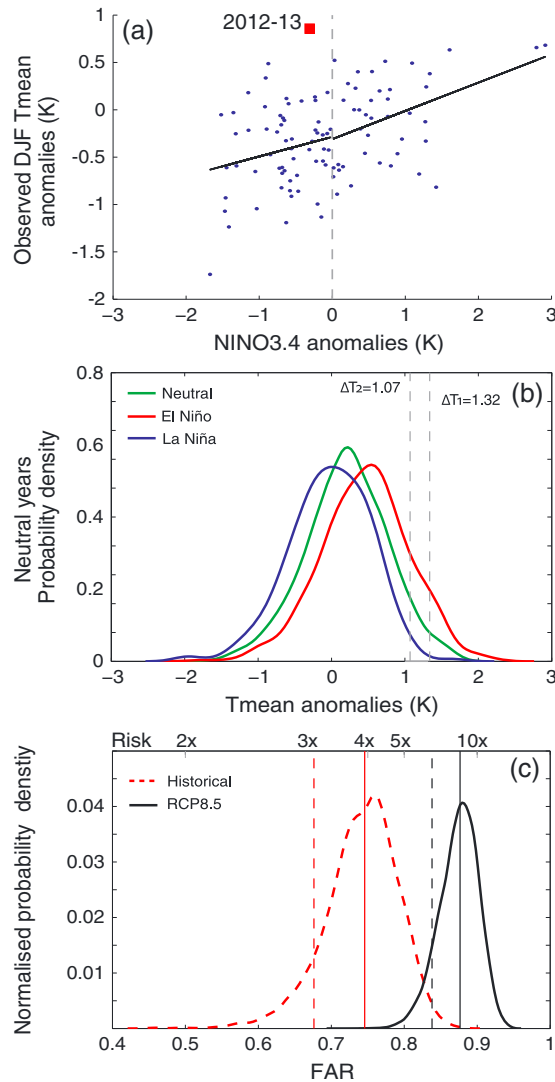 (a)
2012-13
Observed DJF Tmean
anomalies (K)
1
0.5
0
−0.5
−1
−1.5
−2
−3 −2 −1 0 1 2 3
NINO3.4 anomalies (K)
(b)
ΔT₂=1.07
ΔT₁=1.32
Neutral
El Niño
La Niña
Neutral years
Probability density
0.8
0.6
0.4
0.2
0
−3 −2 −1 0 1 2 3
Tmean anomalies (K)
Risk 2x 3x 4x 5x 10x
(c)
Historical
RCP8.5
Normalised probability denstiy
0.04
0.03
0.02
0.01
0.4 0.5 0.6 0.7 0.8 0.9 1
FAR